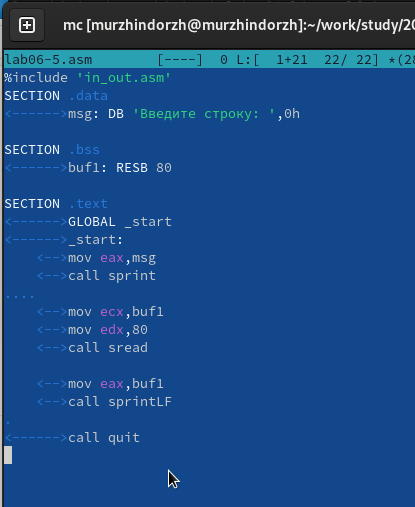 mc [murzhindorzh@murzhindorzh]:~/work/study/20
lab06-5.asm [----] 0 L:[ 1+21 22/ 22] *(28
%include 'in_out.asm'
SECTION .data
<------>msg: DB 'Введите строку: ',0h
SECTION .bss
<------>buf1: RESB 80
SECTION .text
<------>GLOBAL _start
<------>_start:
<-->mov eax,msg
<-->call sprint
....
<-->mov ecx,buf1
<-->mov edx,80
<-->call sread
<-->mov eax,buf1
<-->call sprintLF
.
<------>call quit